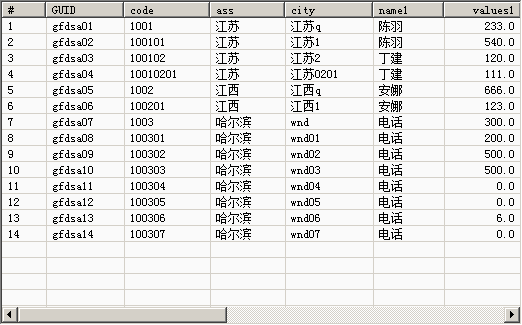 # GUID code ass city name1 values1
1 gfdsa01 1001 江苏 江苏q 陈羽 233.0
2 gfdsa02 100101 江苏 江苏1 陈羽 540.0
3 gfdsa03 100102 江苏 江苏2 丁建 120.0
4 gfdsa04 10010201 江苏 江苏0201 丁建 111.0
5 gfdsa05 1002 江西 江西q 安娜 666.0
6 gfdsa06 100201 江西 江西1 安娜 123.0
7 gfdsa07 1003 哈尔滨 wnd 电话 300.0
8 gfdsa08 100301 哈尔滨 wnd01 电话 200.0
9 gfdsa09 100302 哈尔滨 wnd02 电话 500.0
10 gfdsa10 100303 哈尔滨 wnd03 电话 500.0
11 gfdsa11 100304 哈尔滨 wnd04 电话 0.0
12 gfdsa12 100305 哈尔滨 wnd05 电话 0.0
13 gfdsa13 100306 哈尔滨 wnd06 电话 6.0
14 gfdsa14 100307 哈尔滨 wnd07 电话 0.0